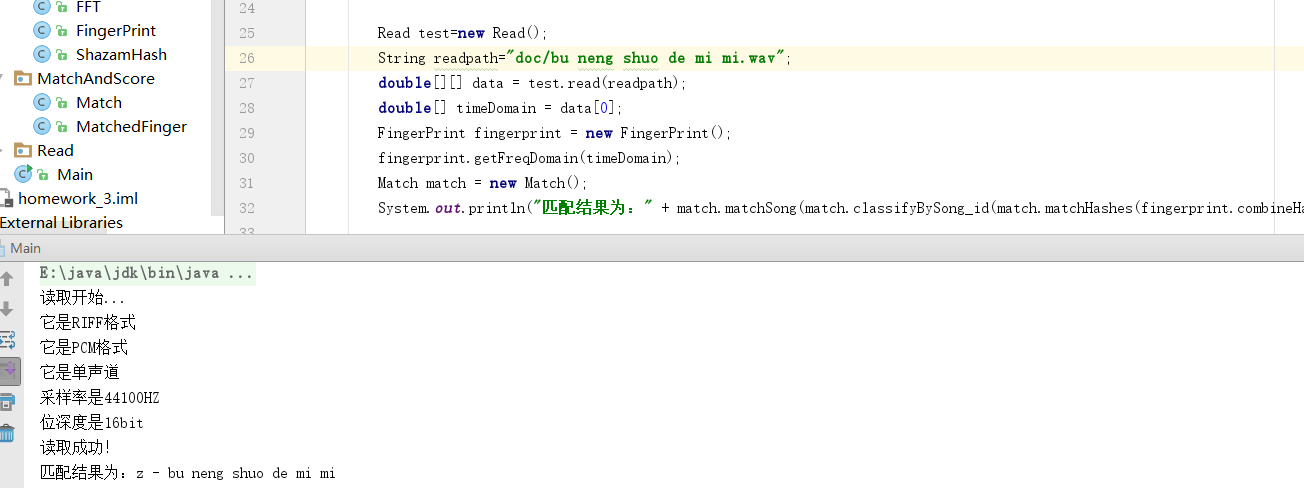 FFT
FingerPrint
ShazamHash
MatchAndScore
Match
MatchedFinger
Read
Main
homework_3.iml
External Libraries
24
25 Read test=new Read();
26 String readpath="doc/bu neng shuo de mi mi.wav";
27 double[][] data = test.read(readpath);
28 double[] timeDomain = data[0];
29 FingerPrint fingerprint = new FingerPrint();
30 fingerprint.getFreqDomain(timeDomain);
31 Match match = new Match();
32 System.out.println("匹配结果为：" + match.matchSong(match.classifyBySong_id(match.matchHashes(fingerprint.combineHa
33
Main
E:\java\jdk\bin\java ...
读取开始...
它是RIFF格式
它是PCM格式
它是单声道
采样率是44100HZ
位深度是16bit
读取成功!
匹配结果为：z - bu neng shuo de mi mi